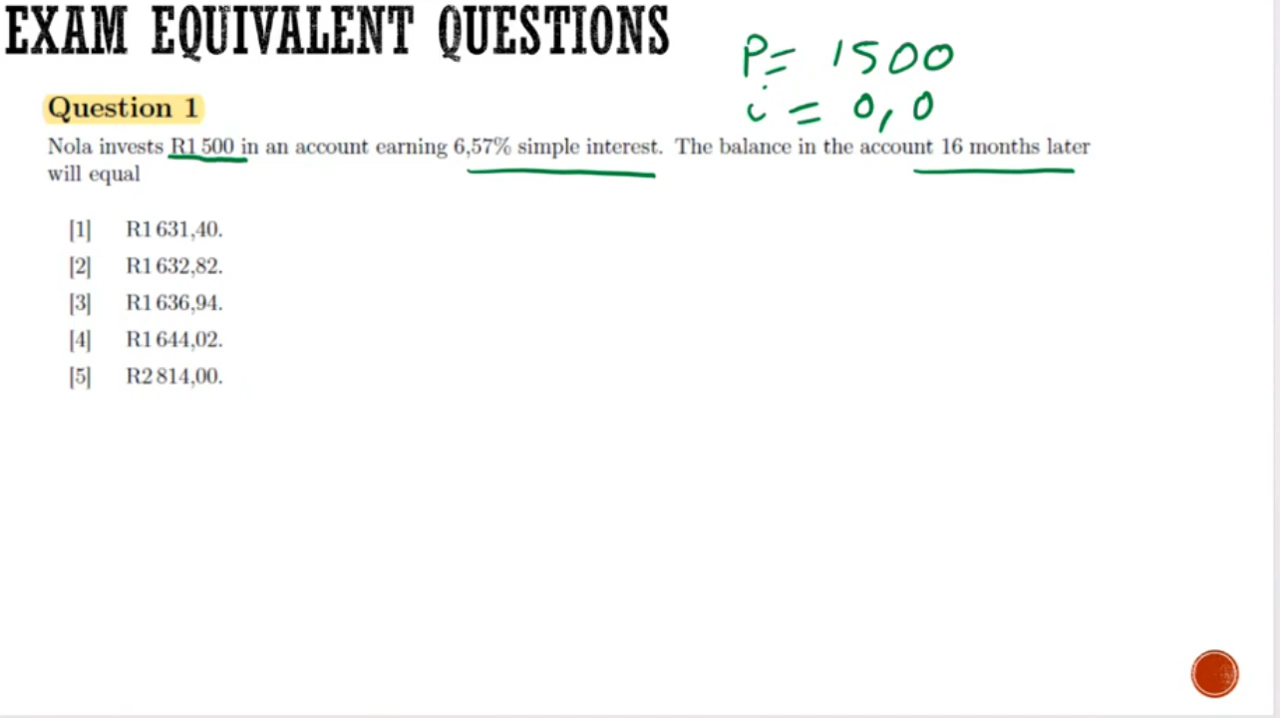 EXAM EQUIVALENT QUESTIONS
P= 1500
i = 0,0
Question 1
Nola invests R1 500 in an account earning 6,57% simple interest. The balance in the account 16 months later
will equal
[1] R1 631,40.
[2] R1 632,82.
[3] R1 636,94.
[4] R1 644,02.
[5] R2 814,00.